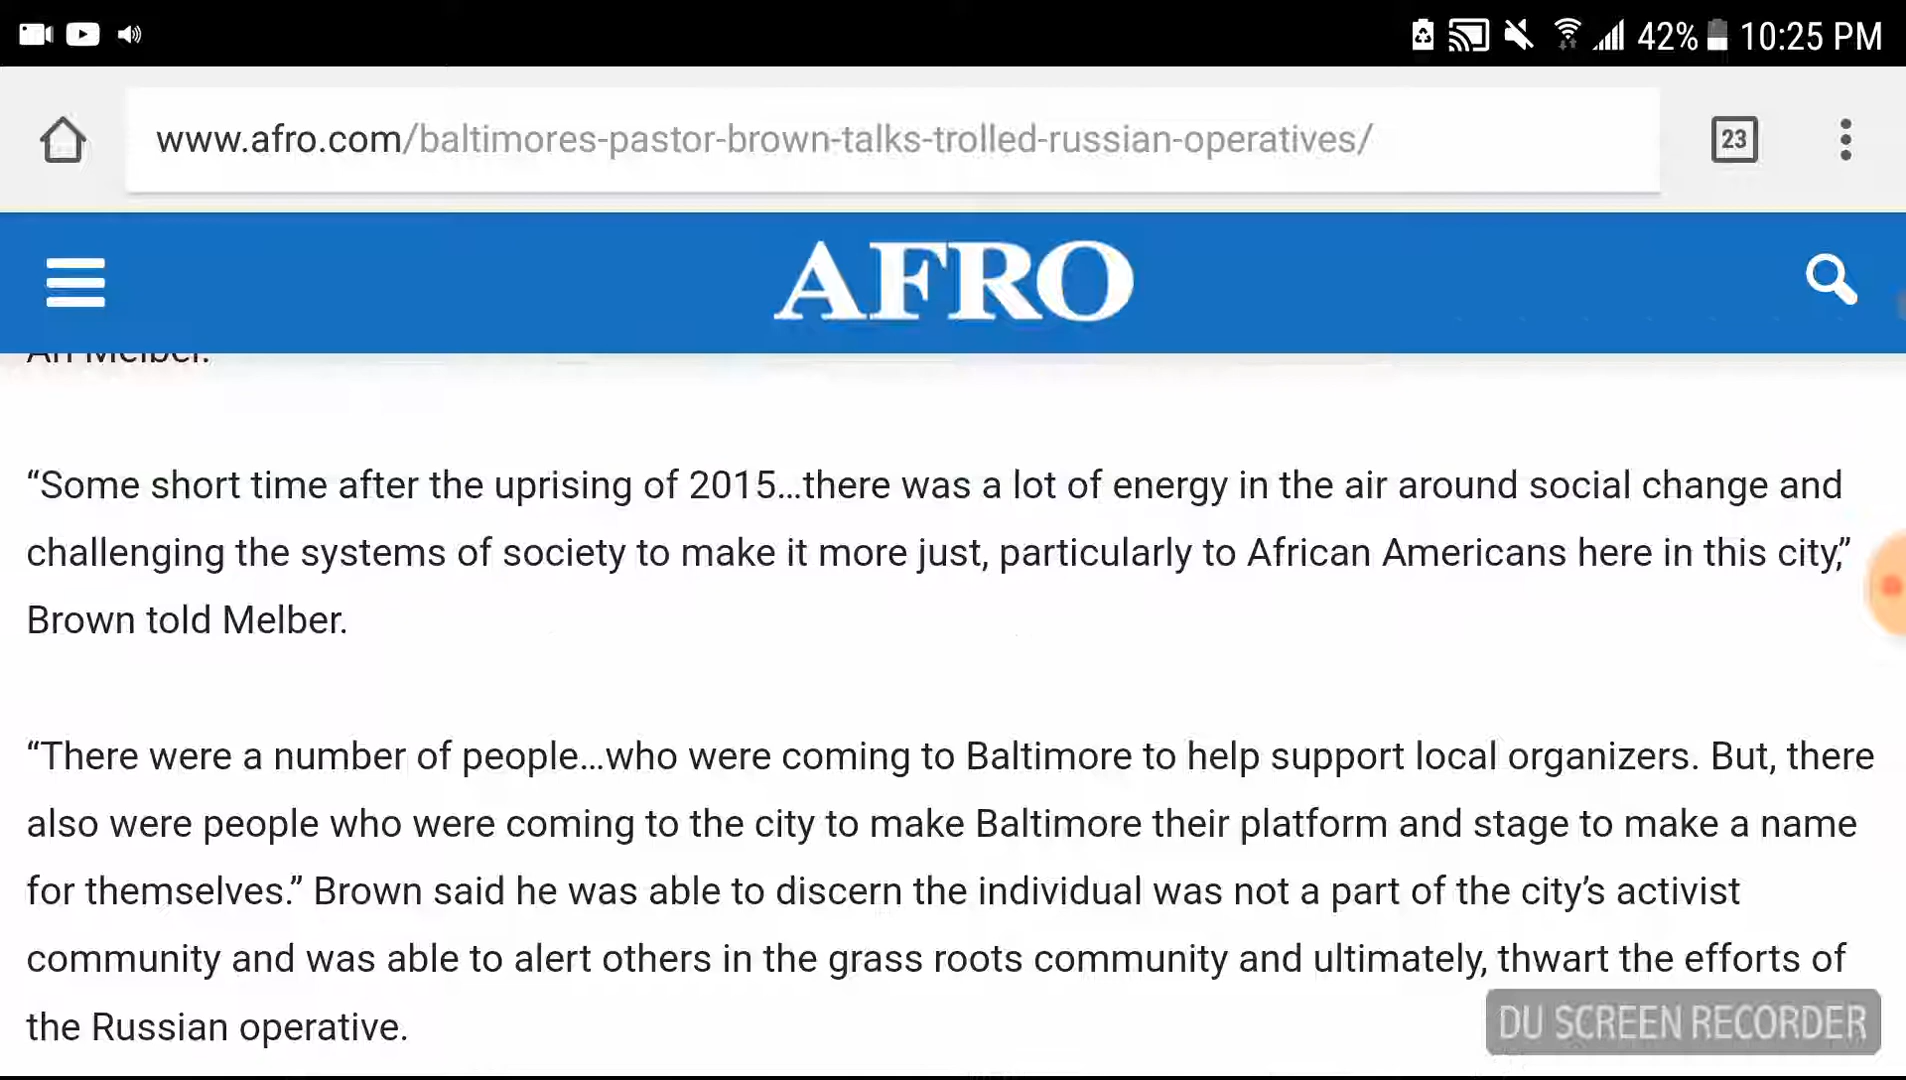 42% 10:25 PM
www.afro.com/baltimores-pastor-brown-talks-trolled-russian-operatives/
23
AFRO
Ari Melber.
“Some short time after the uprising of 2015...there was a lot of energy in the air around social change and
challenging the systems of society to make it more just, particularly to African Americans here in this city,”
Brown told Melber.
“There were a number of people...who were coming to Baltimore to help support local organizers. But, there
also were people who were coming to the city to make Baltimore their platform and stage to make a name
for themselves.” Brown said he was able to discern the individual was not a part of the city’s activist
community and was able to alert others in the grass roots community and ultimately, thwart the efforts of
the Russian operative.
DU SCREEN RECORDER